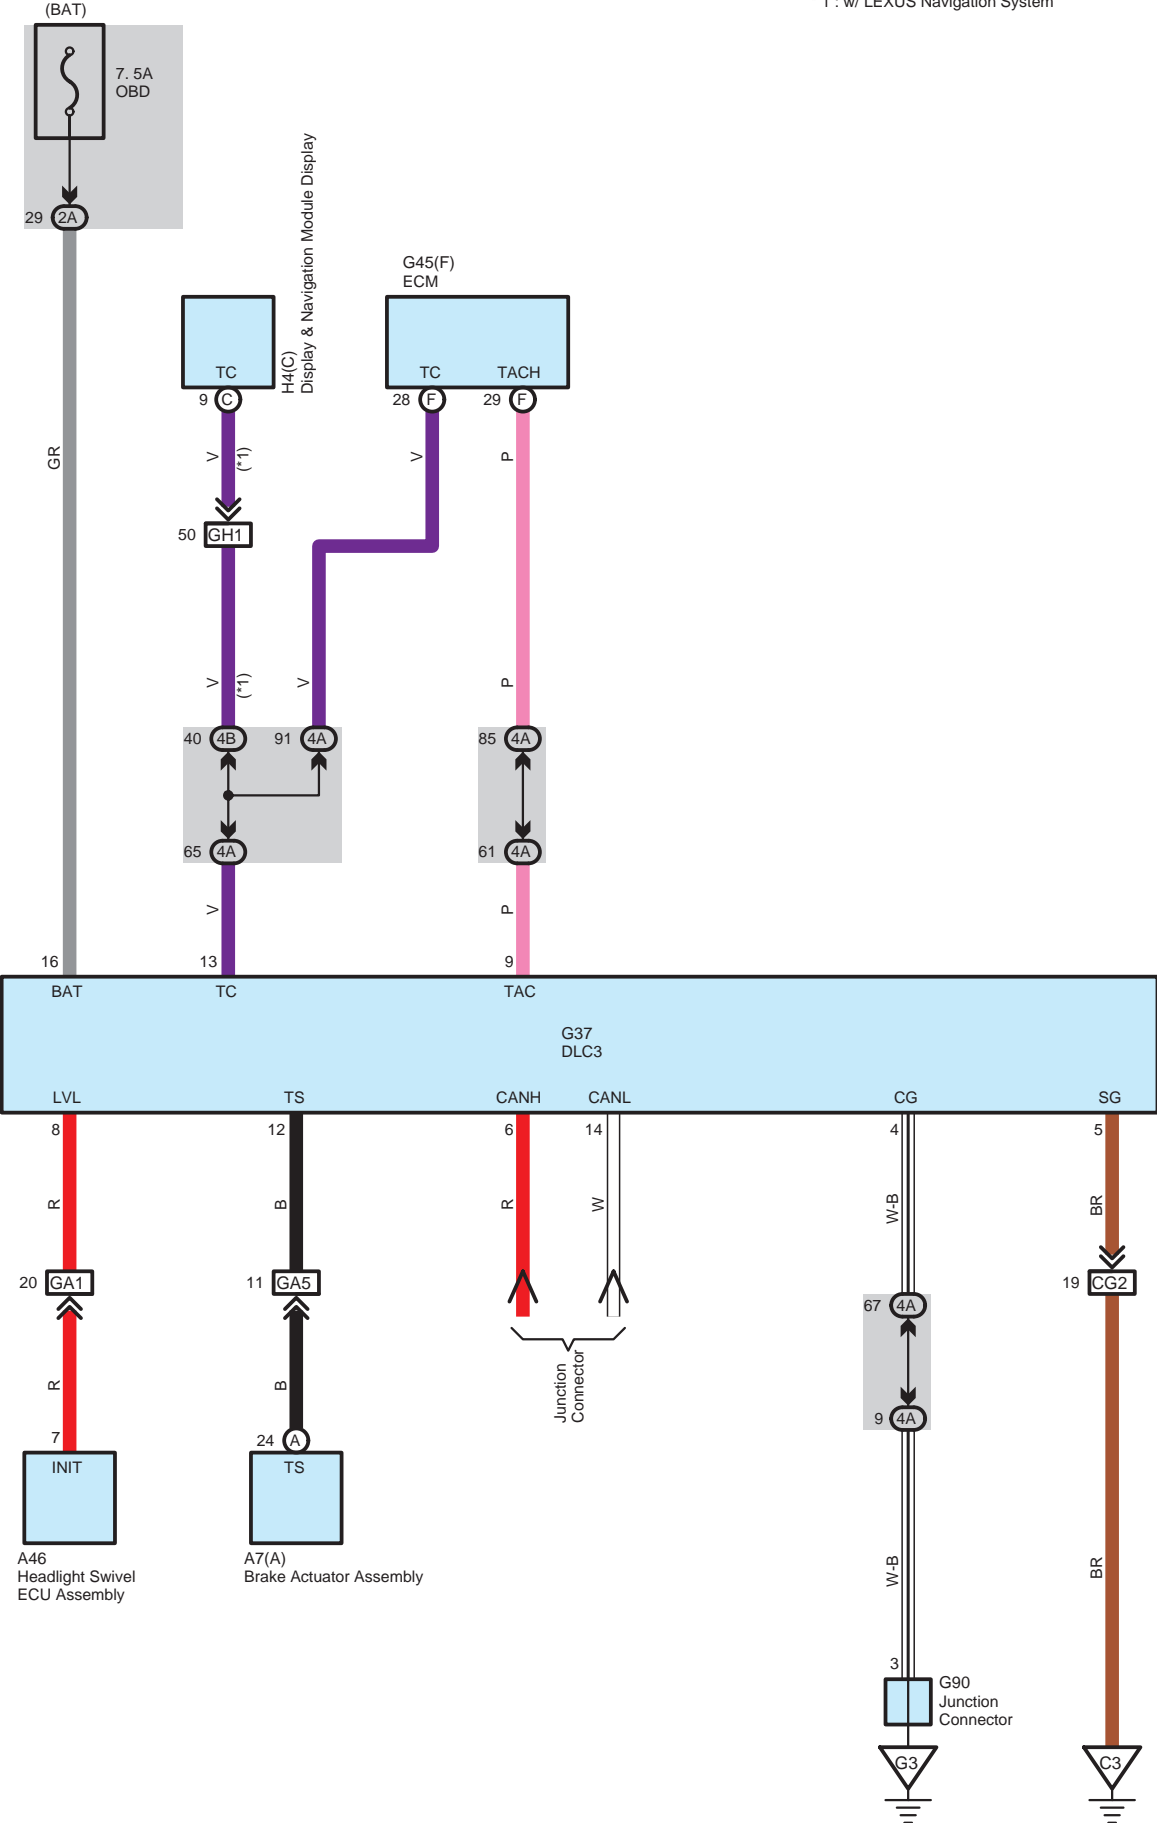 (BAT)
1 : w/ LEXUS Navigation System
7. 5A
OBD
29 2A
Display & Navigation Module Display
H4(C)
G45(F)
ECM
TC
TC TACH
9 C
28 F
29 F
GR
V
(*1)
V
P
50 GH1
V
(*1)
V
P
40 4B
91 4A
85 4A
65 4A
61 4A
V
P
16
13
9
BAT
TC
TAC
G37
DLC3
LVL
TS
CANH
CANL
CG
SG
8
12
6
14
4
5
R
B
R
W
W-B
BR
20 GA1
11 GA5
19 CG2
67 4A
Junction
Connector
R
B
9 4A
7
24 A
INIT
TS
A46
Headlight Swivel
ECU Assembly
A7(A)
Brake Actuator Assembly
W-B
BR
3
G90
Junction
Connector
G3
C3